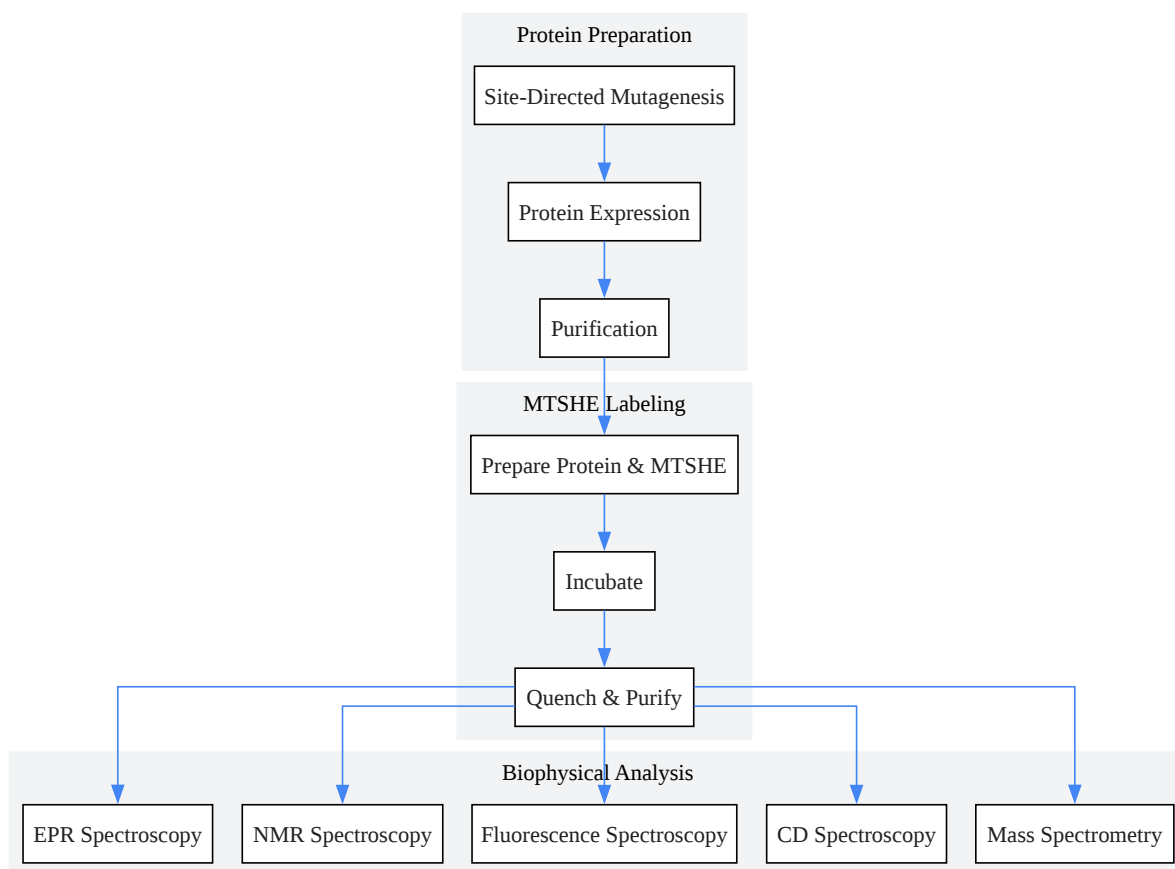 Protein Preparation
Site-Directed Mutagenesis
Protein Expression
Purification
MTSHE Labeling
Prepare Protein & MTSHE
Incubate
Quench & Purify
Biophysical Analysis
EPR Spectroscopy
NMR Spectroscopy
Fluorescence Spectroscopy
CD Spectroscopy
Mass Spectrometry